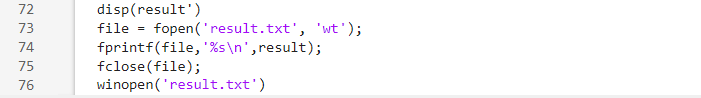 72 disp(result')
73 file = fopen('result.txt', 'wt');
74 fprintf(file,'%s\n',result);
75 fclose(file);
76 winopen('result.txt')